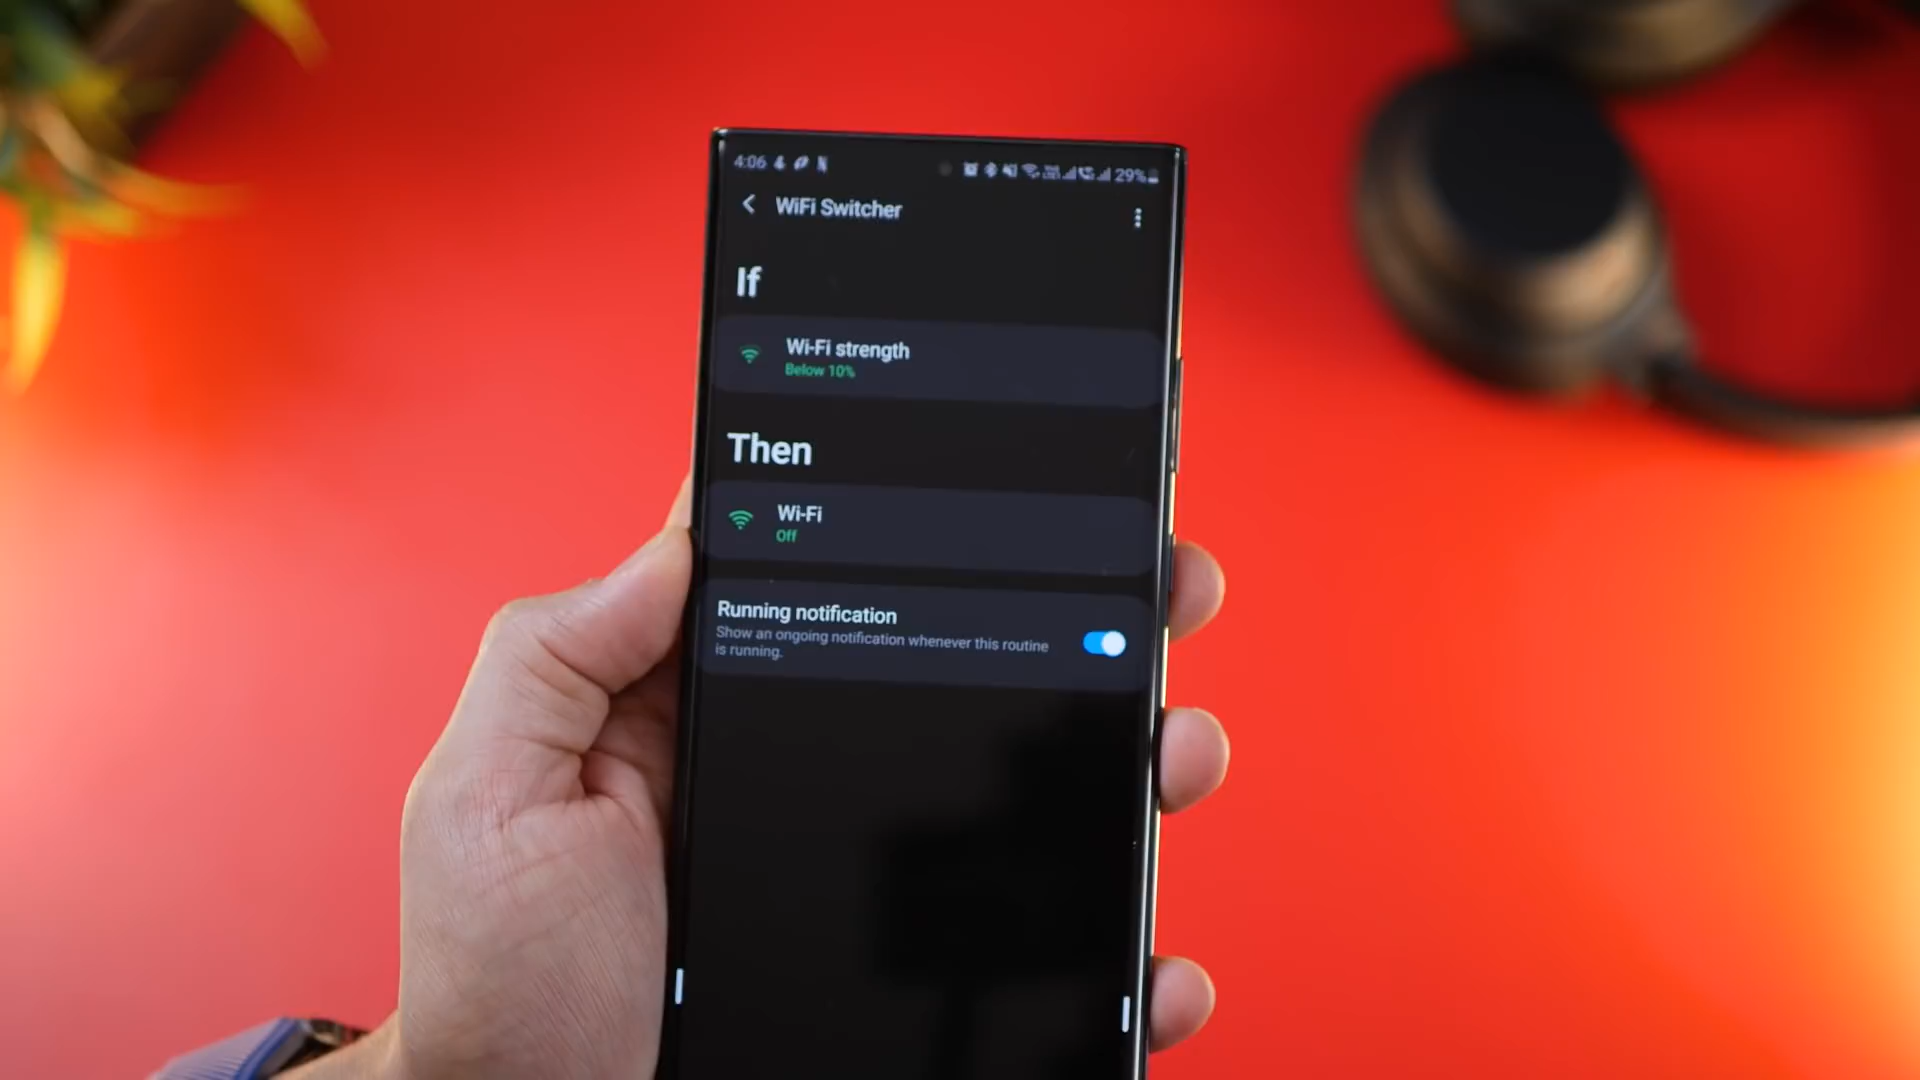 4:06 29%
WiFi Switcher
If
Wi-Fi strength
Below 10%
Then
Wi-Fi
Off
Running notification
Show an ongoing notification whenever this routine
is running.